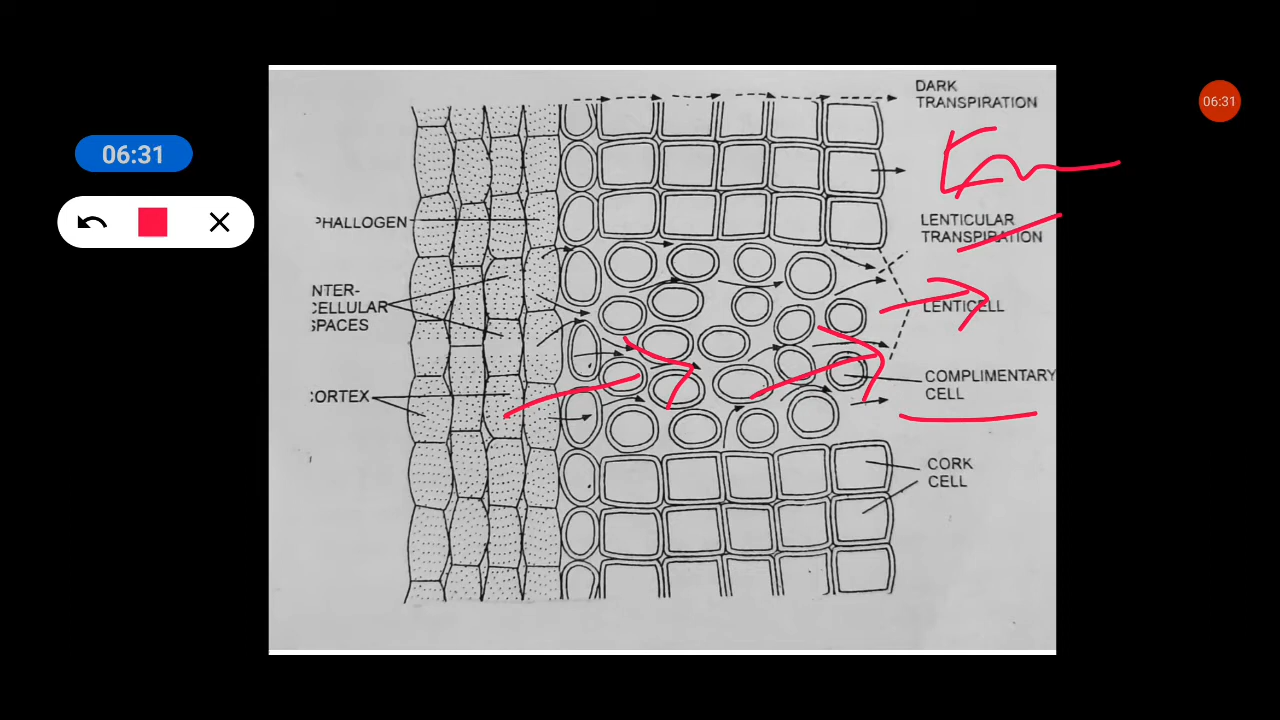 06:31
06:31
DARK
TRANSPIRATION
PHALLOGEN
LENTICULAR
TRANSPIRATION
NTER-
CELLULAR
SPACES
LENTICELL
CORTEX
COMPLIMENTARY
CELL
CORK
CELL